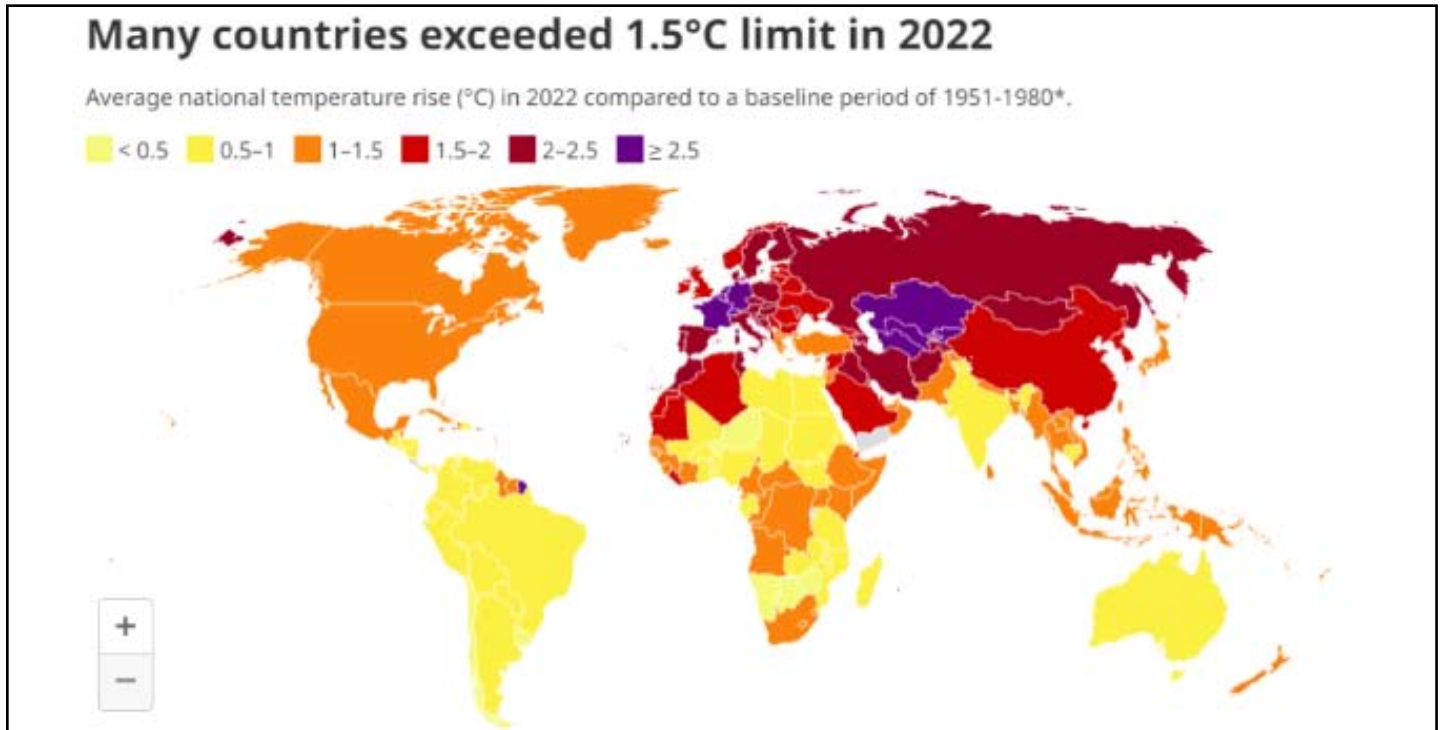 Many countries exceeded 1.5°C limit in 2022
Average national temperature rise (°C) in 2022 compared to a baseline period of 1951-1980*.
< 0.5 0.5–1 1–1.5 1.5–2 2–2.5 ≥ 2.5
+
−